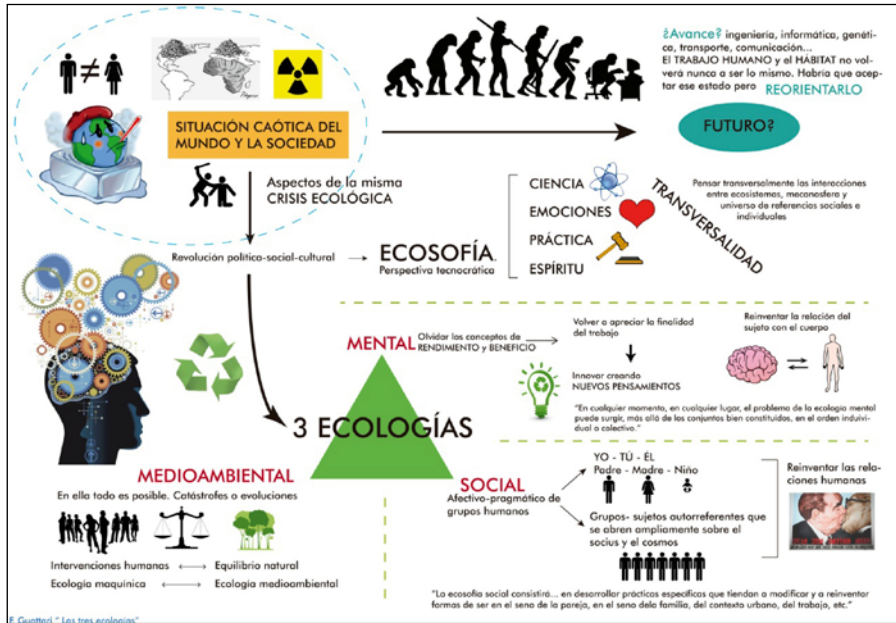 ¿Avance? ingeniería, informática, genéti-
ca, transporte, comunicación...
El TRABAJO HUMANO y el HÁBITAT no vol-
verá nunca a ser lo mismo. Habría que acep-
tar ese estado pero REORIENTARLO
SITUACIÓN CAÓTICA DEL
MUNDO Y LA SOCIEDAD
FUTURO?
Aspectos de la misma
CRISIS ECOLÓGICA
CIENCIA
EMOCIONES
PRÁCTICA
ESPÍRITU
TRANSVERSALIDAD
Pensar transversalmente las interacciones
entre ecosistemas, mecanosfera y
universo de referencias sociales e
individuales
Revolución política-social-cultural
ECOSOFÍA.
Perspectiva tecnocrática
MENTAL
Olvidar los conceptos de
RENDIMIENTO y BENEFICIO
Volver a apreciar la finalidad
del trabajo
Innovar creando
NUEVOS PENSAMIENTOS
Reinventar la relación del
sujeto con el cuerpo
"En cualquier momento, en cualquier lugar, el problema de la ecología mental
puede surgir, más allá de los conjuntos bien constituidos, en el orden induivi-
dual o colectivo."
3 ECOLOGÍAS
MEDIOAMBIENTAL
En ella todo es posible. Catástrofes o evoluciones
Intervenciones humanas
Equilibrio natural
Ecología maquínica
Ecología medioambiental
SOCIAL
Afectivo-pragmático de
grupos humanos
YO - TÚ - ÉL
Padre - Madre - Niño
Grupos- sujetos autorreferentes que
se abren ampliamente sobre el
socius y el cosmos
Reinventar las rela-
ciones humanas
"La ecosofía social consistirá... en desarrollar prácticas específicas que tiendan a modificar y a reinventar
formas de ser en el seno de la pareja, en el seno dela familia, del contexto urbano, del trabajo, etc."
F. Guattari " Las tres ecologías"